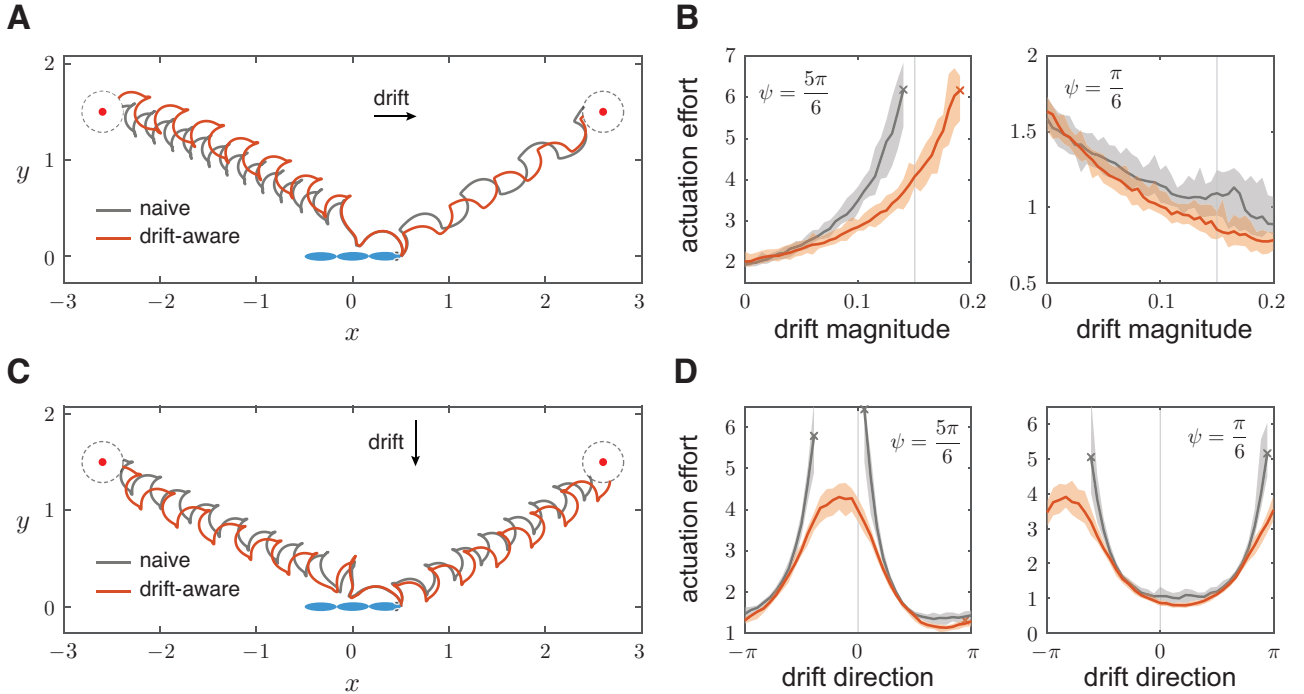 A
2
1
0
y
drift
naive
drift-aware
−3
−2
−1
0
1
2
3
x
B
7
6
5
4
3
2
actuation effort
ψ = 5π/6
0
0.1
0.2
drift magnitude
2
1.5
1
0.5
ψ = π/6
0
0.1
0.2
drift magnitude
C
2
1
0
y
drift
naive
drift-aware
−3
−2
−1
0
1
2
3
x
D
6
5
4
3
2
1
actuation effort
ψ = 5π/6
−π
0
π
drift direction
6
5
4
3
2
1
0
ψ = π/6
−π
0
π
drift direction